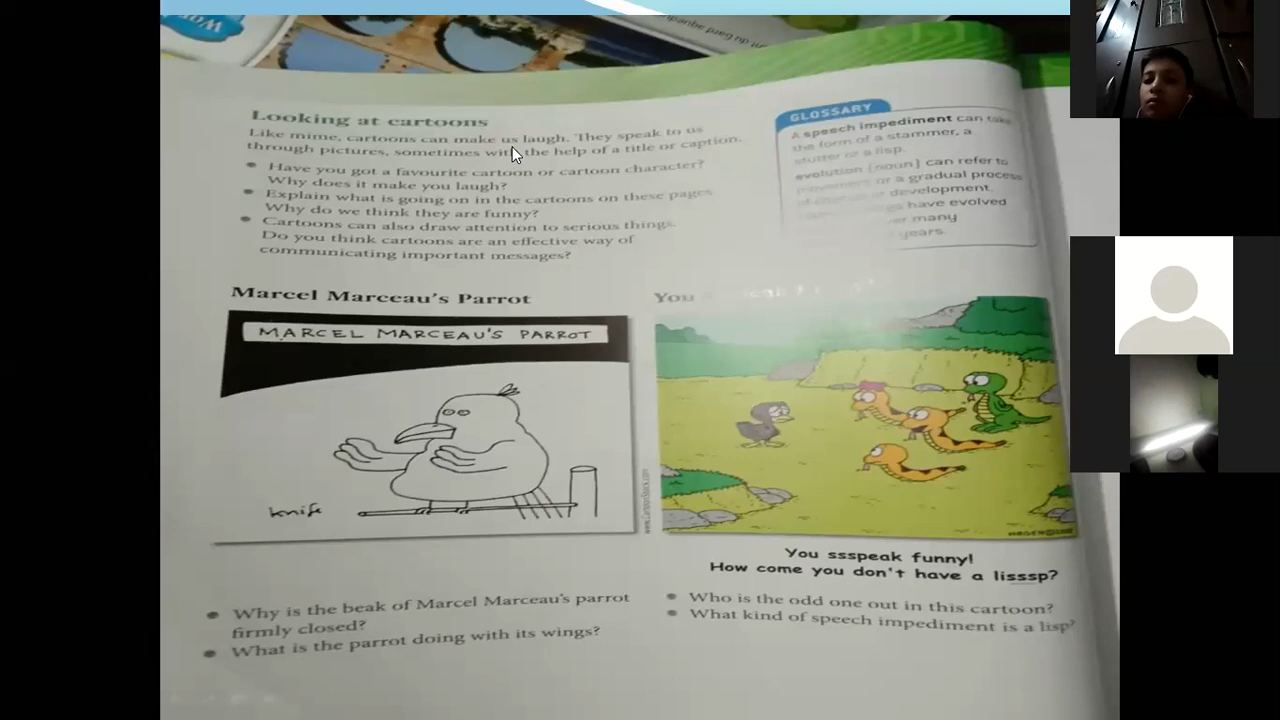 Looking at cartoons
Like mime, cartoons can make us laugh. They speak to us
through pictures, sometimes with the help of a title or caption.
• Have you got a favourite cartoon or cartoon character?
Why does it make you laugh?
• Explain what is going on in the cartoons on these pages.
Why do we think they are funny?
• Cartoons can also draw attention to serious things.
Do you think cartoons are an effective way of
communicating important messages?
GLOSSARY
A speech impediment can take
the form of a stammer, a
stutter or a lisp.
evolution (noun) can refer to
or a gradual process
development.
have evolved
many
years.
Marcel Marceau's Parrot
MARCEL MARCEAU'S PARROT
knife
www.CartoonStock.com
• Why is the beak of Marcel Marceau's parrot
firmly closed?
• What is the parrot doing with its wings?
You
You ssspeak funny!
How come you don't have a lisssp?
• Who is the odd one out in this cartoon?
• What kind of speech impediment is a lisp?